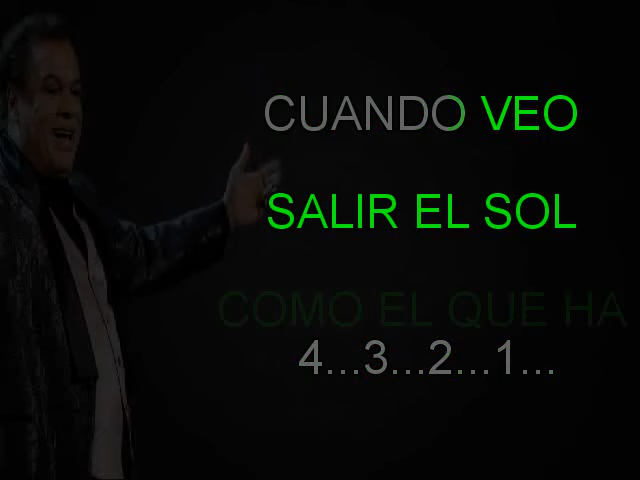 CUANDO VEO
SALIR EL SOL
COMO EL QUE HA
4...3...2...1...